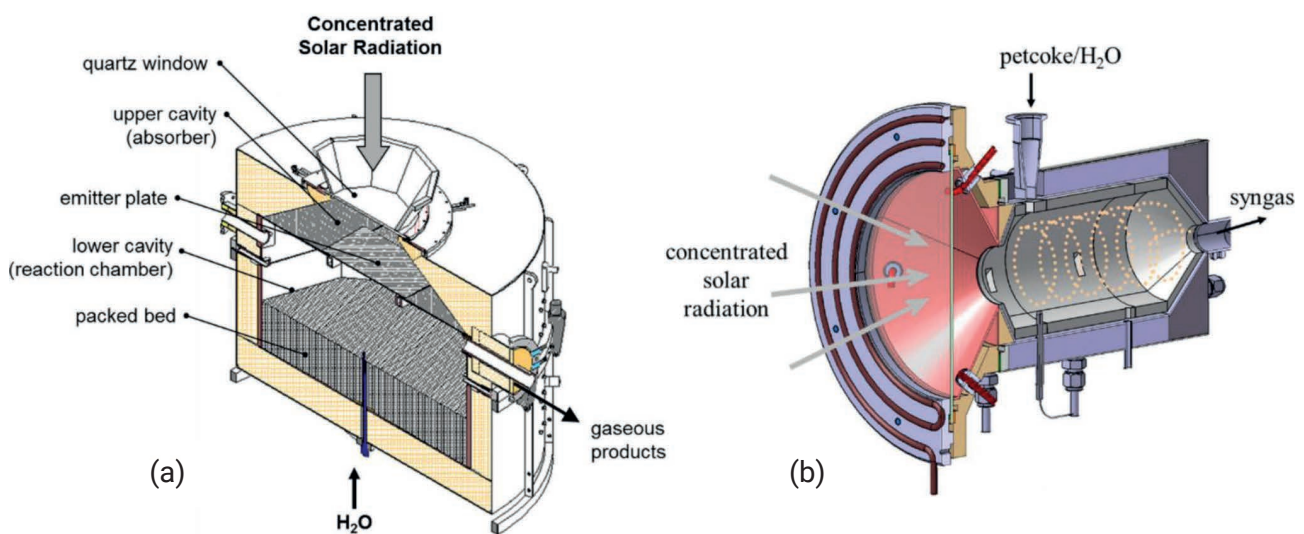 Concentrated
Solar Radiation
quartz window
upper cavity
(absorber)
emitter plate
lower cavity
(reaction chamber)
packed bed
gaseous
products
(a)
H₂O
petcoke/H₂O
syngas
concentrated
solar
radiation
(b)